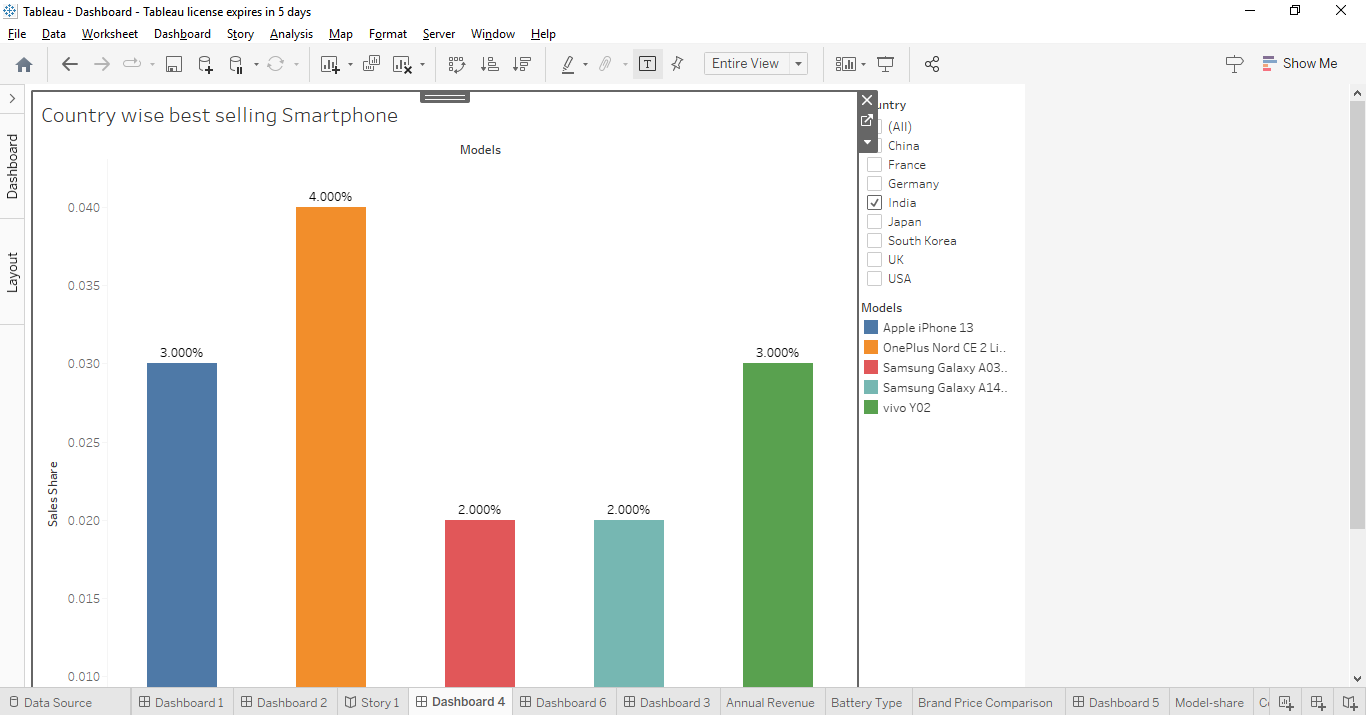 Tableau - Dashboard - Tableau license expires in 5 days
File Data Worksheet Dashboard Story Analysis Map Format Server Window Help
Entire View
Show Me
Dashboard
Layout
Country wise best selling Smartphone
Models
0.040
0.035
0.030
0.025
0.020
0.015
0.010
Sales Share
3.000%
4.000%
2.000%
2.000%
3.000%
untry
(All)
China
France
Germany
India
Japan
South Korea
UK
USA
Models
Apple iPhone 13
OnePlus Nord CE 2 Li..
Samsung Galaxy A03..
Samsung Galaxy A14..
vivo Y02
Data Source Dashboard 1 Dashboard 2 Story 1 Dashboard 4 Dashboard 6 Dashboard 3 Annual Revenue Battery Type Brand Price Comparison Dashboard 5 Model-share